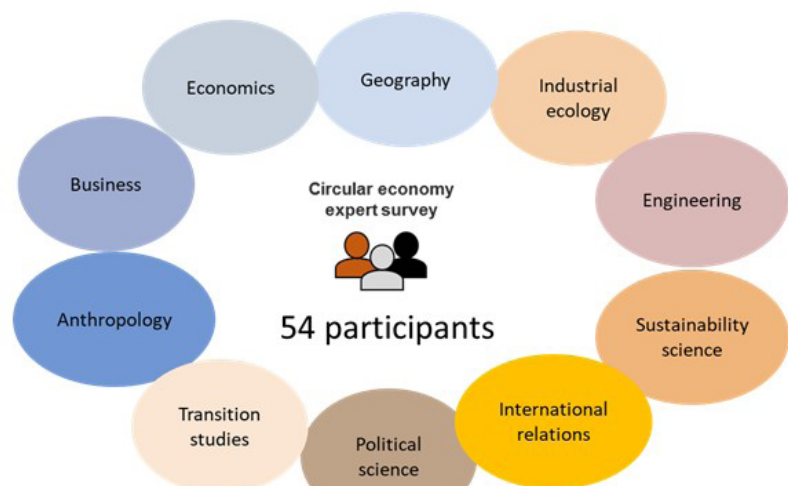 Economics
Geography
Industrial
ecology
Business
Engineering
Circular economy
expert survey
54 participants
Anthropology
Sustainability
science
Transition
studies
Political
science
International
relations